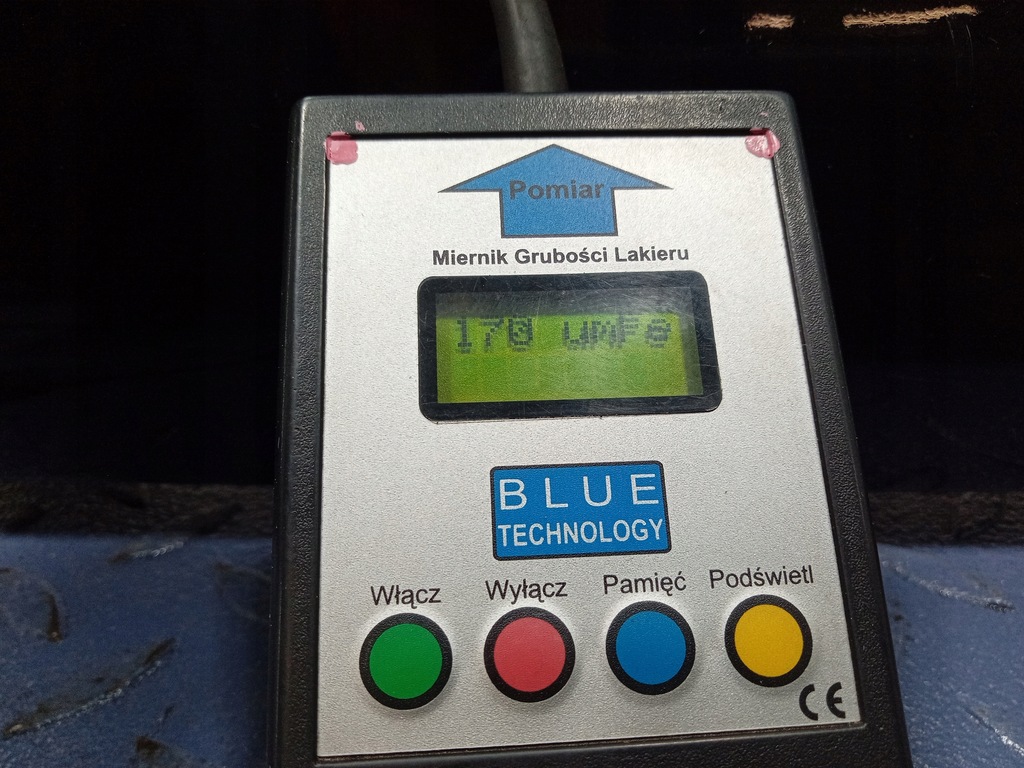 Pomiar
Miernik Grubości Lakieru
170 umFe
BLUE
TECHNOLOGY
Włącz Wyłącz Pamięć Podświetl
CE